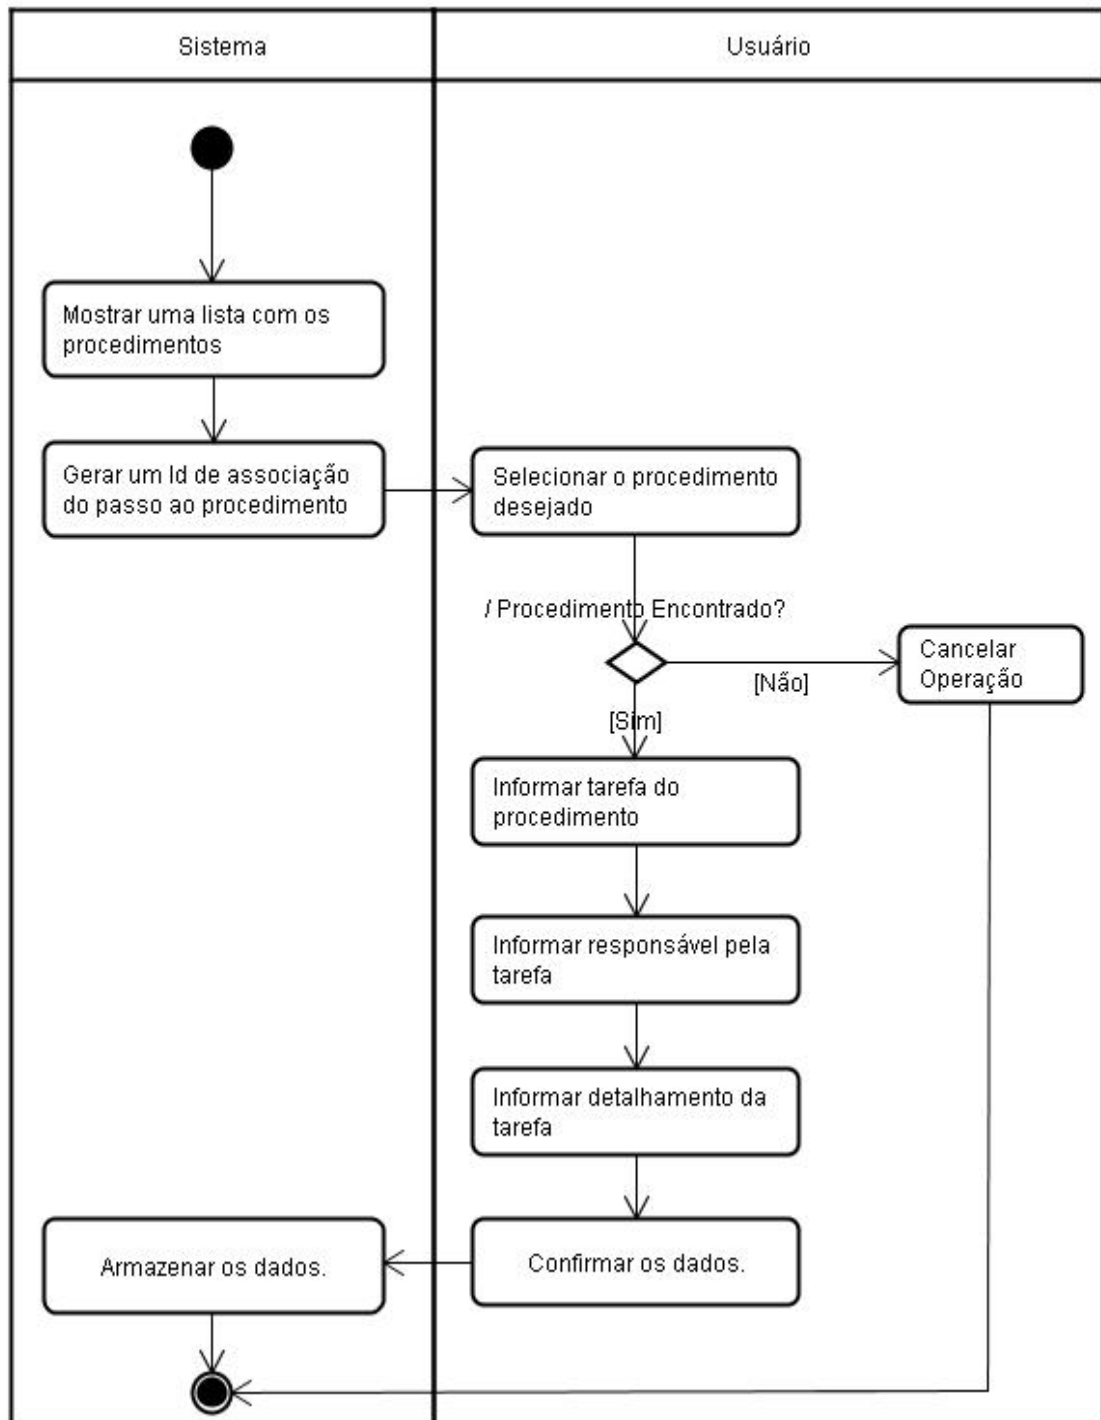 Sistema
Usuário
Mostrar uma lista com os
procedimentos
Gerar um Id de associação
do passo ao procedimento
Selecionar o procedimento
desejado
/ Procedimento Encontrado?
[Não]
Cancelar
Operação
[Sim]
Informar tarefa do
procedimento
Informar responsável pela
tarefa
Informar detalhamento da
tarefa
Armazenar os dados.
Confirmar os dados.